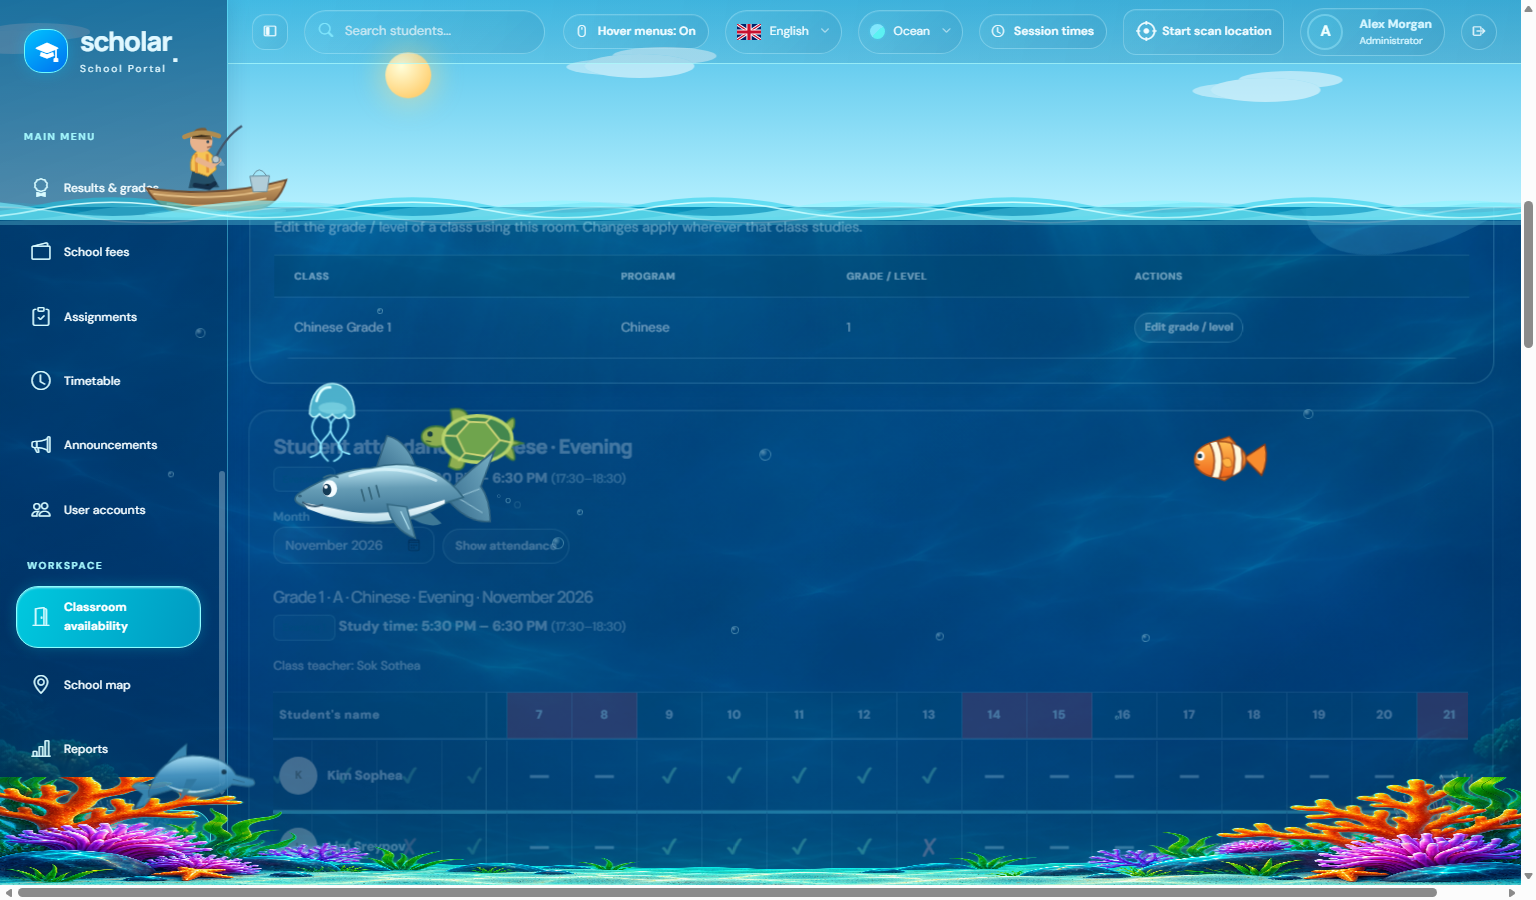 scholar.
School Portal
Search students...
Hover menus: On
English
Ocean
Session times
Start scan location
A
Alex Morgan
Administrator
MAIN MENU
Results & grades
School fees
Assignments
Timetable
Announcements
User accounts
WORKSPACE
Classroom
availability
School map
Reports
Edit the grade / level of a class using this room. Changes apply wherever that class studies.
CLASS PROGRAM GRADE / LEVEL ACTIONS
Chinese Grade 1 Chinese 1 Edit grade / level
Student attendance · Evening
6:30 PM (17:30–18:30)
Month
November 2026 Show attendance
Grade 1 · A · Chinese · Evening · November 2026
Study time: 5:30 PM – 6:30 PM (17:30–18:30)
Class teacher: Sok Sothea
Student's name 7 8 9 10 11 12 13 14 15 16 17 18 19 20 21
K Kim Sophea ✓ ✓ ✓ — — ✓ ✓ ✓ ✓ ✓ — — — — — — —
Sreypov X ✓ — — ✓ ✓ ✓ X — — — — — —